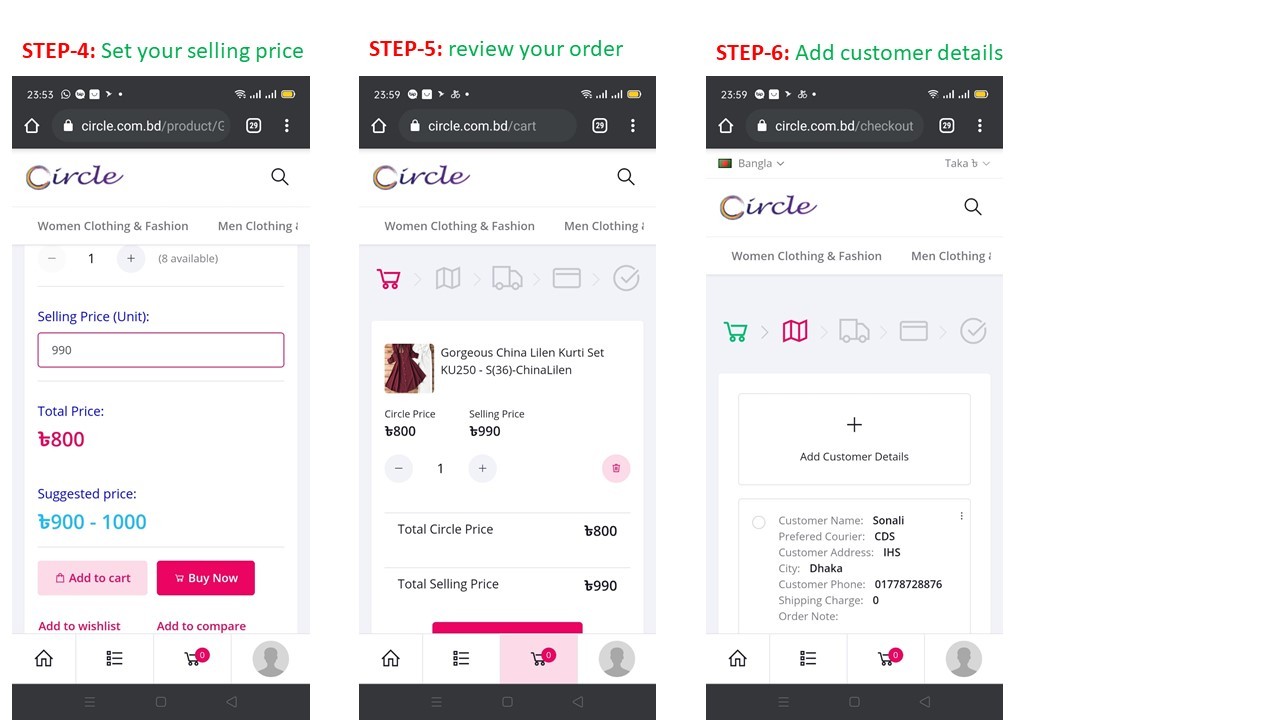 STEP-4: Set your selling price
23:53
circle.com.bd/product/G
29
Circle
Women Clothing & Fashion Men Clothing &
− 1 + (8 available)
Selling Price (Unit):
990
Total Price:
৳800
Suggested price:
৳900 - 1000
Add to cart Buy Now
Add to wishlist Add to compare
0
STEP-5: review your order
23:59
circle.com.bd/cart
29
Circle
Women Clothing & Fashion Men Clothing &
Gorgeous China Lilen Kurti Set
KU250 - S(36)-ChinaLilen
Circle Price Selling Price
৳800 ৳990
− 1 +
Total Circle Price ৳800
Total Selling Price ৳990
0
STEP-6: Add customer details
23:59
circle.com.bd/checkout
29
Bangla Taka ৳
Circle
Women Clothing & Fashion Men Clothing &
+
Add Customer Details
Customer Name: Sonali
Prefered Courier: CDS
Customer Address: IHS
City: Dhaka
Customer Phone: 01778728876
Shipping Charge: 0
Order Note:
0